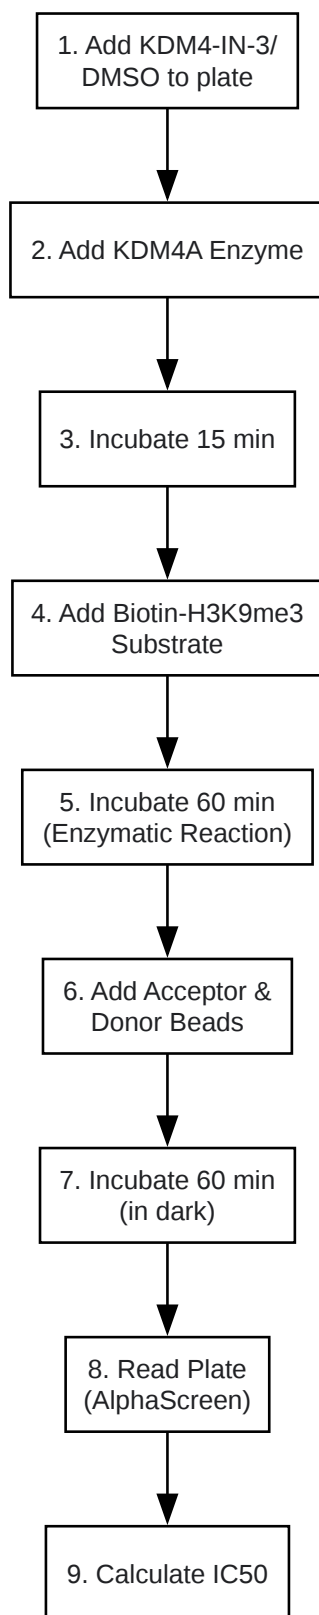 1. Add KDM4-IN-3/
DMSO to plate
2. Add KDM4A Enzyme
3. Incubate 15 min
4. Add Biotin-H3K9me3
Substrate
5. Incubate 60 min
(Enzymatic Reaction)
6. Add Acceptor &
Donor Beads
7. Incubate 60 min
(in dark)
8. Read Plate
(AlphaScreen)
9. Calculate IC50